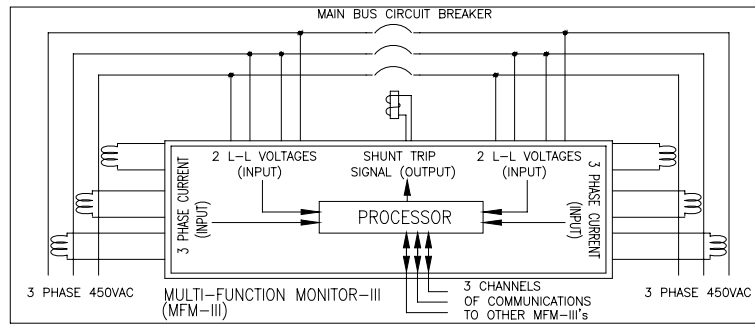 MAIN BUS CIRCUIT BREAKER
2 L-L VOLTAGES
(INPUT)
SHUNT TRIP
SIGNAL (OUTPUT)
2 L-L VOLTAGES
(INPUT)
3 PHASE CURRENT
(INPUT)
PROCESSOR
3 PHASE CURRENT
(INPUT)
3 PHASE 450VAC
MULTI-FUNCTION MONITOR-III
(MFM-III)
3 CHANNELS
OF COMMUNICATIONS
TO OTHER MFM-III's
3 PHASE 450VAC